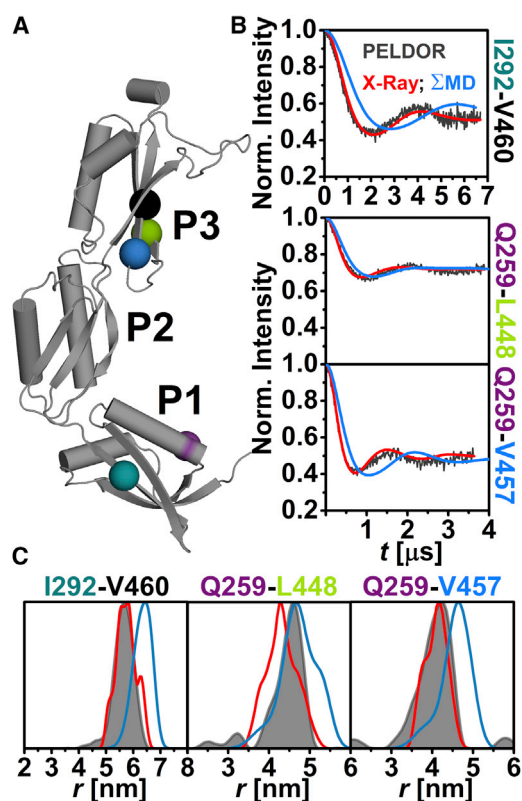 A
P3
P2
P1
B
Norm. Intensity
1.0
0.8
0.6
0.4
0.2
PELDOR
X-Ray; ΣMD
0 1 2 3 4 5 6 7
I292-V460
Norm. Intensity
1.0
0.8
0.6
0.4
0.2
Q259-L448
1.0
0.8
0.6
0.4
0.2
0 1 2 3 4
Q259-V457
t [μs]
C
I292-V460 Q259-L448 Q259-V457
2 3 4 5 6 7 8 3 4 5 6 3 4 5 6
r [nm] r [nm] r [nm]